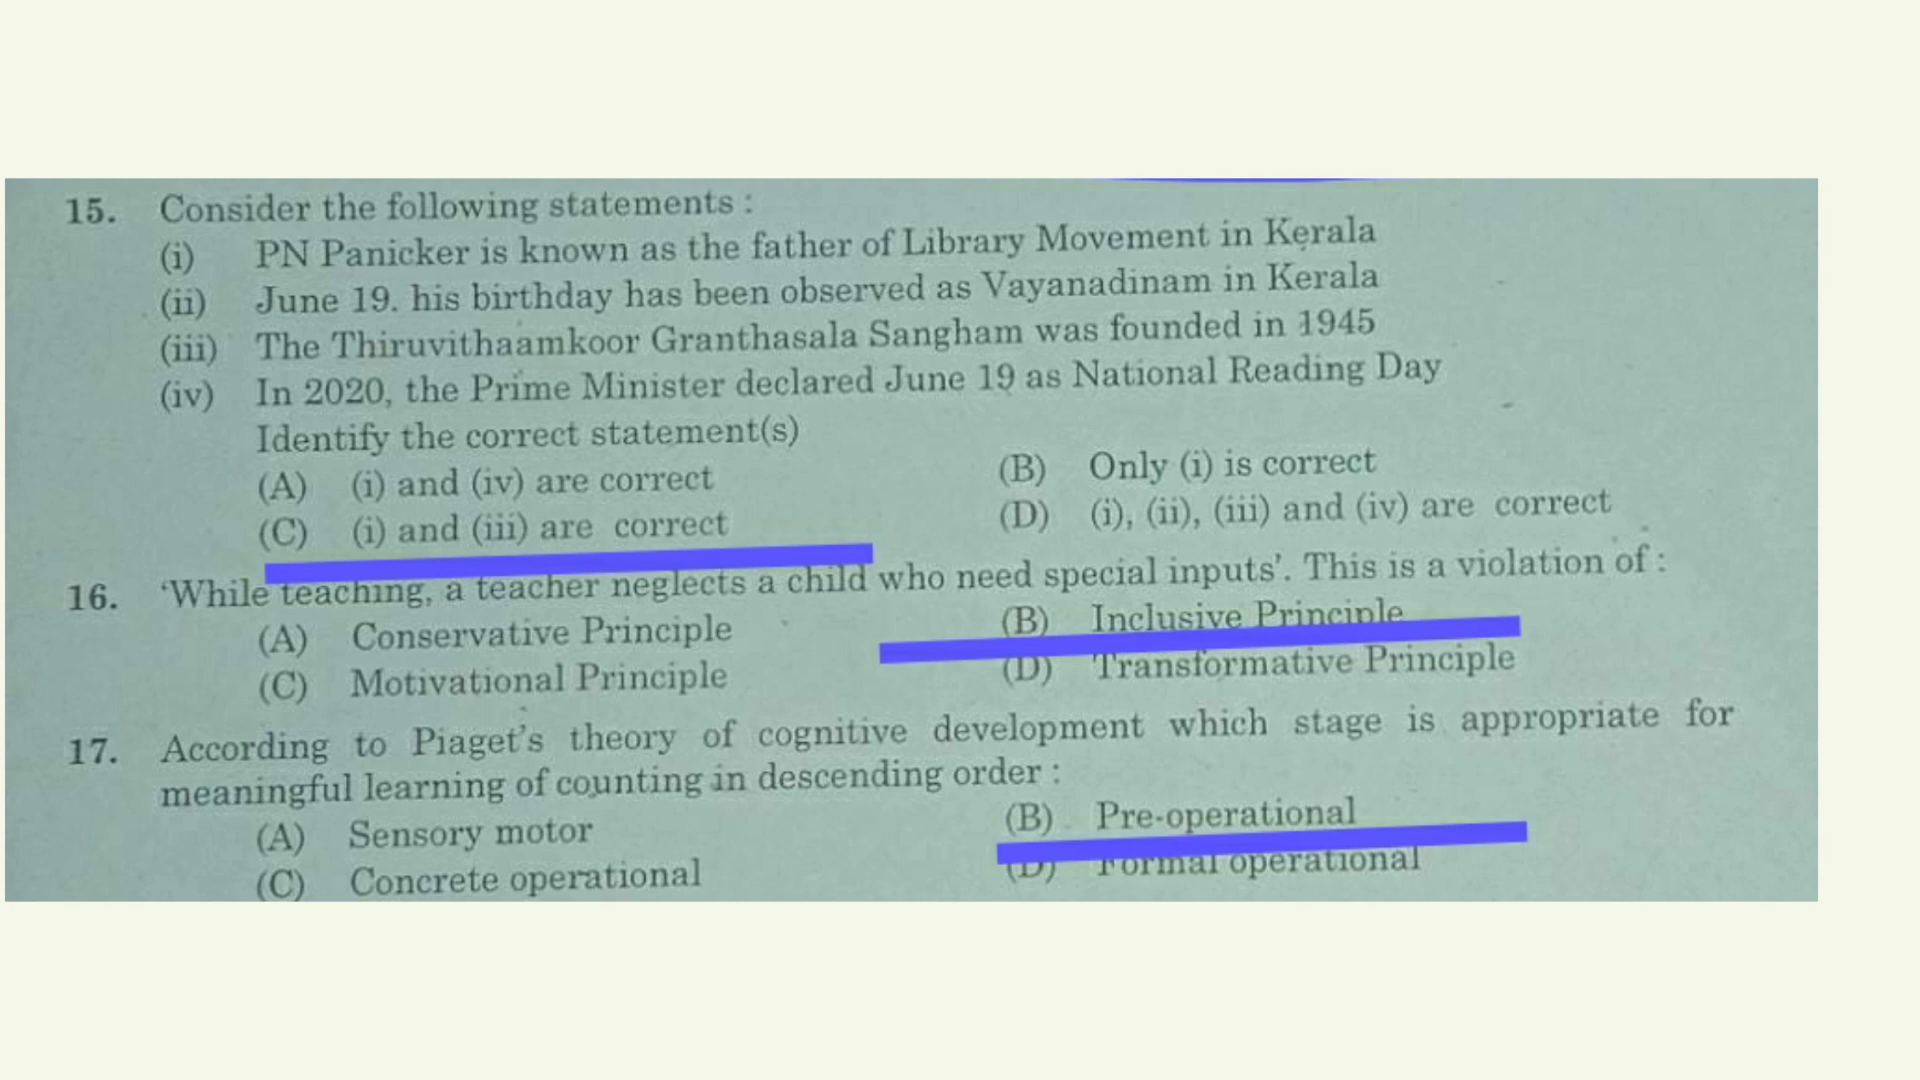 15. Consider the following statements :
(i) PN Panicker is known as the father of Library Movement in Kerala
(ii) June 19. his birthday has been observed as Vayanadinam in Kerala
(iii) The Thiruvithaamkoor Granthasala Sangham was founded in 1945
(iv) In 2020, the Prime Minister declared June 19 as National Reading Day
Identify the correct statement(s)
(A) (i) and (iv) are correct (B) Only (i) is correct
(C) (i) and (iii) are correct (D) (i), (ii), (iii) and (iv) are correct
16. ‘While teaching, a teacher neglects a child who need special inputs’. This is a violation of :
(A) Conservative Principle (B) Inclusive Principle
(C) Motivational Principle (D) Transformative Principle
17. According to Piaget's theory of cognitive development which stage is appropriate for
meaningful learning of counting in descending order :
(A) Sensory motor (B) Pre-operational
(C) Concrete operational (D) Formal operational